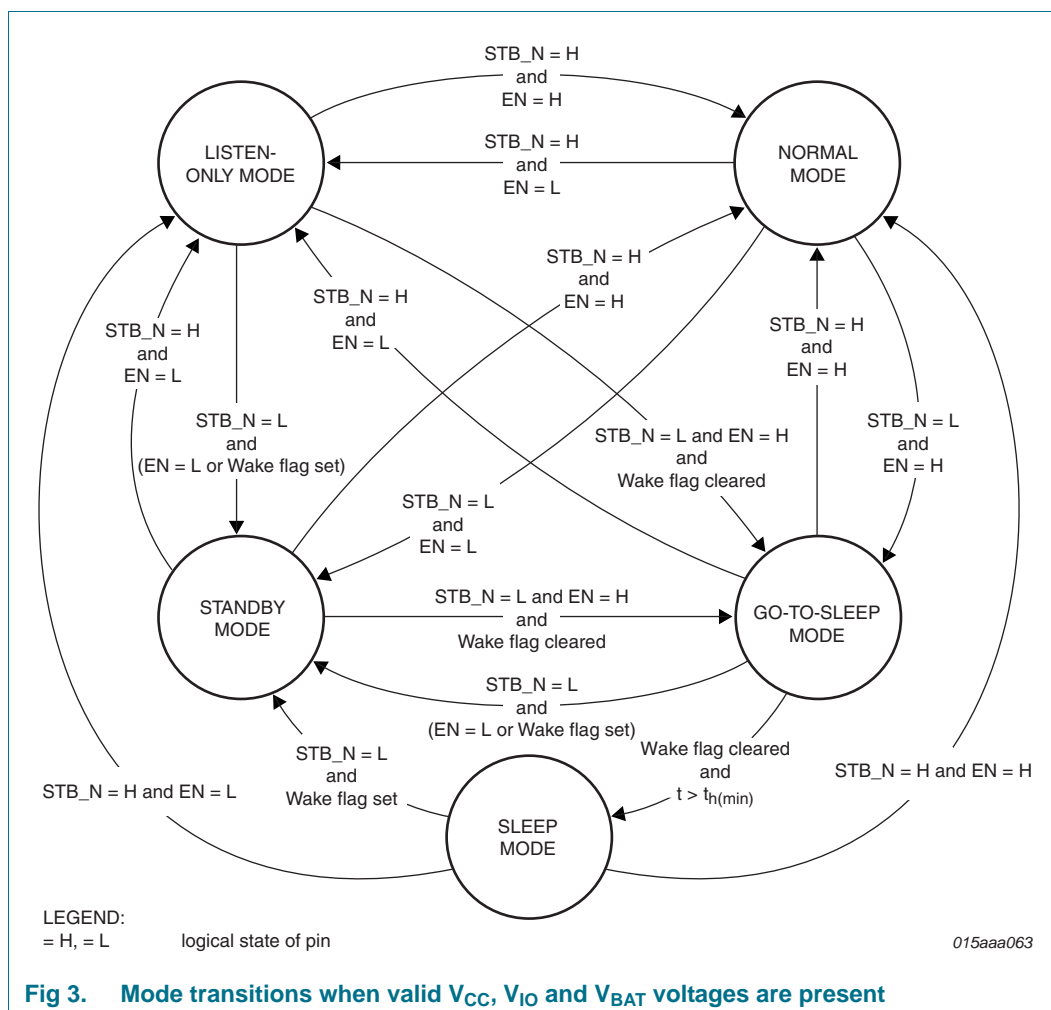 STB_N = H
and
EN = H
LISTEN-
ONLY MODE
STB_N = H
and
EN = L
NORMAL
MODE
STB_N = H
and
EN = L
STB_N = H
and
EN = L
STB_N = H
and
EN = H
STB_N = H
and
EN = H
STB_N = L
and
(EN = L or Wake flag set)
STB_N = L and EN = H
and
Wake flag cleared
STB_N = L
and
EN = H
STB_N = L
and
EN = L
STANDBY
MODE
STB_N = L and EN = H
and
Wake flag cleared
GO-TO-SLEEP
MODE
STB_N = L
and
(EN = L or Wake flag set)
STB_N = L
and
Wake flag set
Wake flag cleared
and
t > th(min)
STB_N = H and EN = L
STB_N = H and EN = H
SLEEP
MODE
LEGEND:
= H, = L logical state of pin
015aaa063
Fig 3. Mode transitions when valid VCC, VIO and VBAT voltages are present